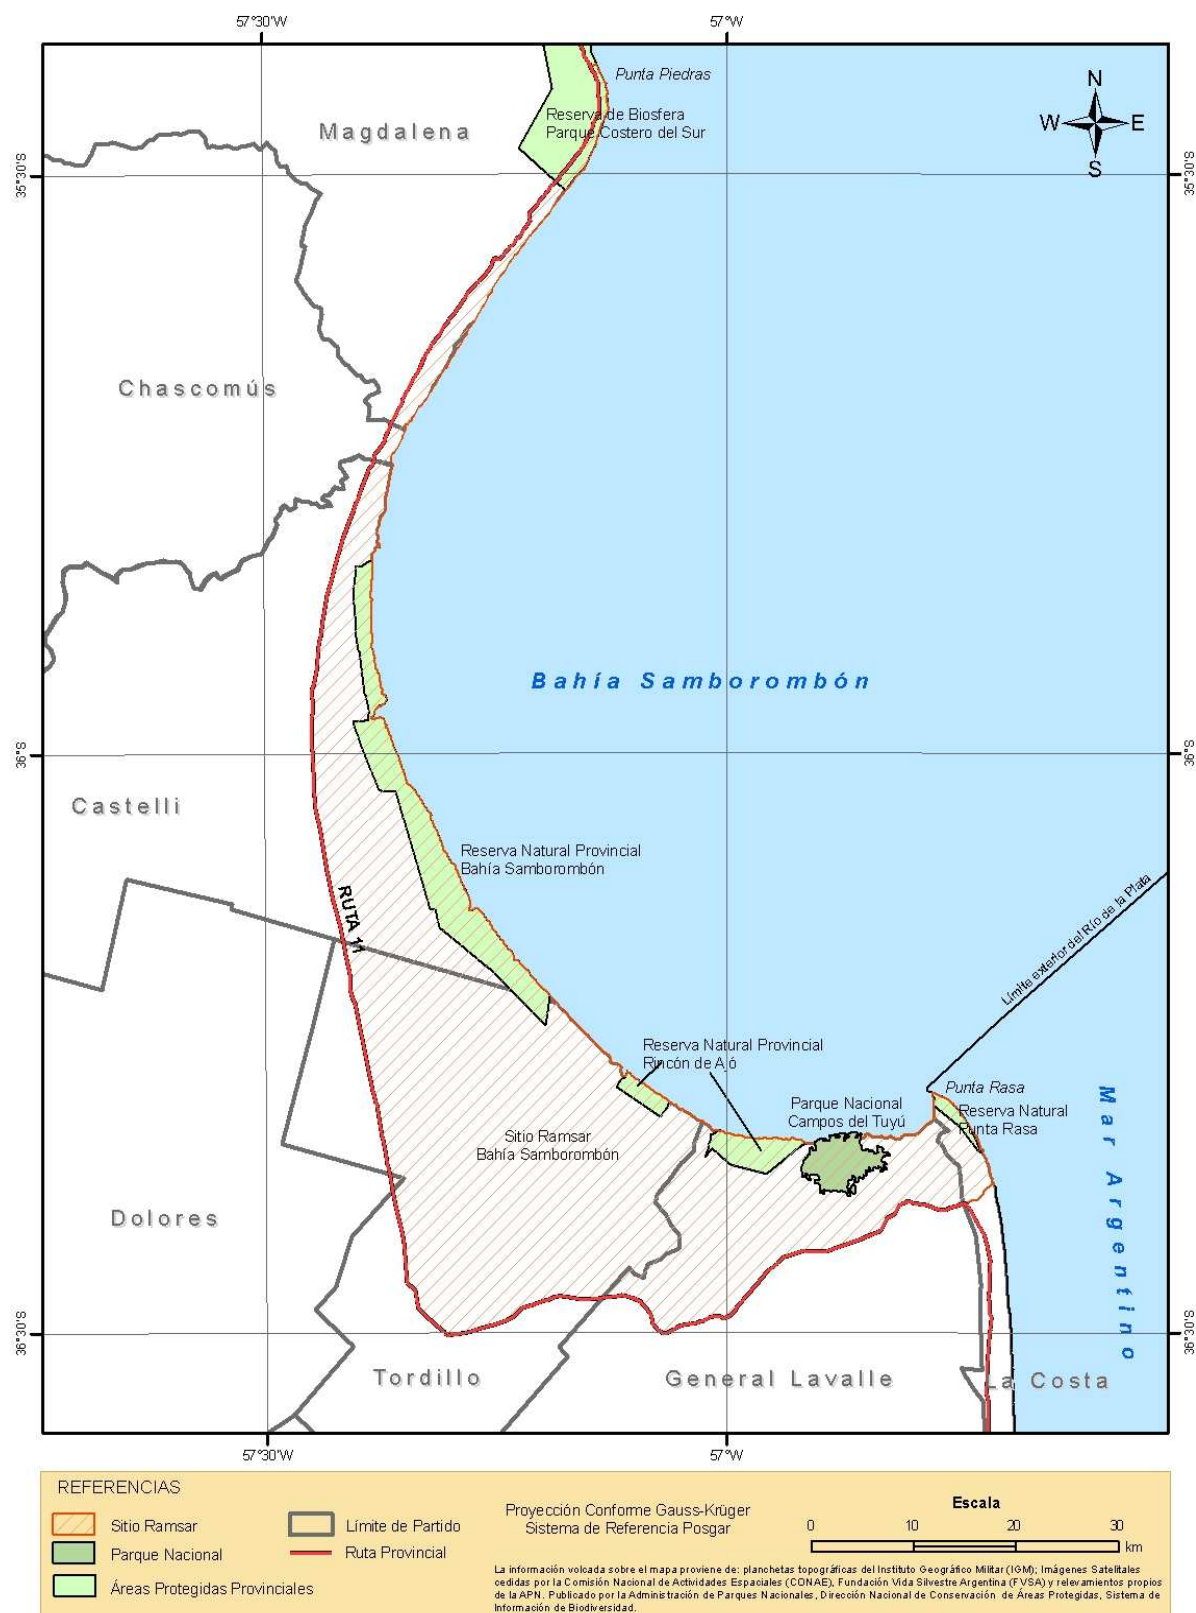 57°30'W
57°W
Punta Piedras
Reserva de Biosfera
Parque Costero del Sur
Magdalena
N
W
E
S
35°30'S
35°30'S
Chascomús
Bahía Samborombón
36°S
36°S
Castelli
Reserva Natural Provincial
Bahía Samborombón
RUTA 11
Límite exterior del Río de la Plata
Reserva Natural Provincial
Rincón de Ajó
Punta Rasa
Reserva Natural
Punta Rasa
Parque Nacional
Campos del Tuyú
Sitio Ramsar
Bahía Samborombón
Mar Argentino
Dolores
36°30'S
36°30'S
Tordillo
General Lavalle
La Costa
57°30'W
57°W
REFERENCIAS
Sitio Ramsar
Parque Nacional
Áreas Protegidas Provinciales
Límite de Partido
Ruta Provincial
Proyección Conforme Gauss-Krüger
Sistema de Referencia Posgar
Escala
0 10 20 30
km
La información volcada sobre el mapa proviene de: planchetas topográficas del Instituto Geográfico Militar (IGM); Imágenes Satelitales
cedidas por la Comisión Nacional de Actividades Espaciales (CONAE), Fundación Vida Silvestre Argentina (FVSA) y relevamientos propios
de la APN. Publicado por la Administración de Parques Nacionales, Dirección Nacional de Conservación de Áreas Protegidas, Sistema de
Información de Biodiversidad.